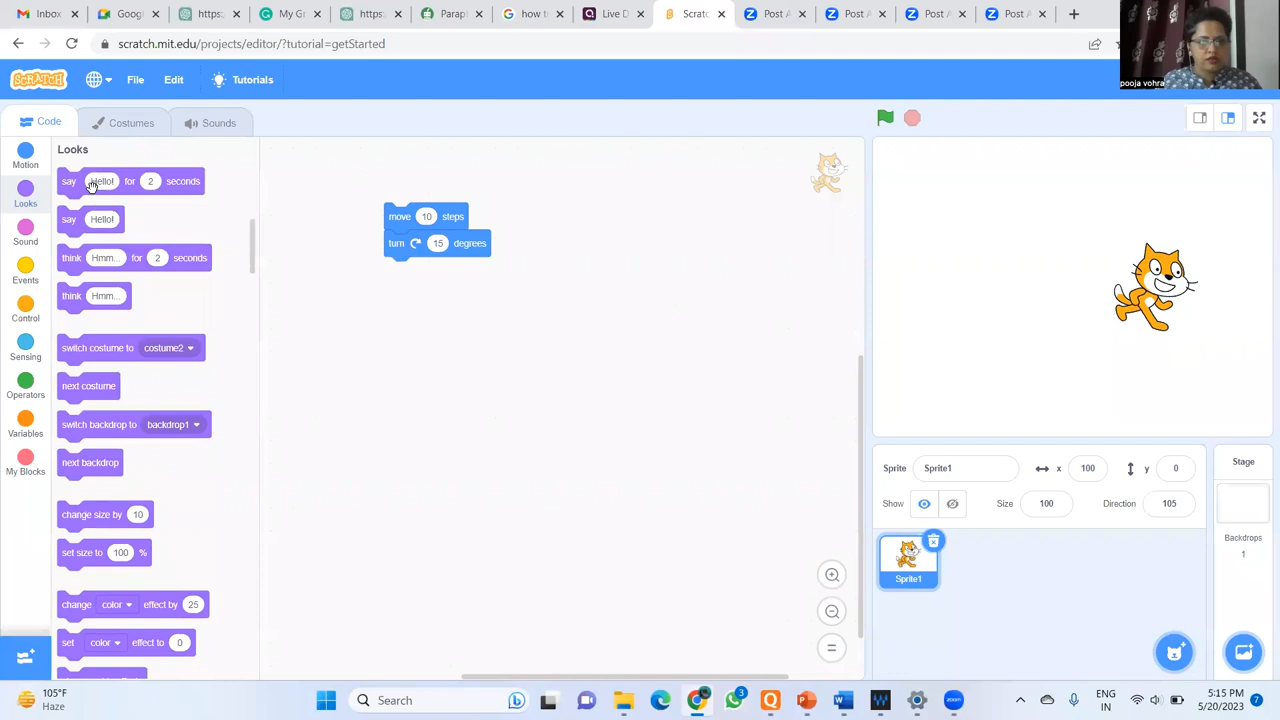 Inbox
Google
https:
My Gr
https:
Parap
how to
Live D
Scratc
Post A
Post A
Post A
Post A
scratch.mit.edu/projects/editor/?tutorial=getStarted
pooja vohra
SCRATCH
File
Edit
Tutorials
Code
Costumes
Sounds
Motion
Looks
Sound
Events
Control
Sensing
Operators
Variables
My Blocks
Looks
say Hello! for 2 seconds
say Hello!
think Hmm... for 2 seconds
think Hmm...
switch costume to costume2
next costume
switch backdrop to backdrop1
next backdrop
change size by 10
set size to 100 %
change color effect by 25
set color effect to 0
move 10 steps
turn 15 degrees
Sprite Sprite1 x 100 y 0
Show Size 100 Direction 105
Sprite1
Stage
Backdrops
1
105°F
Haze
Search
3
ENG
IN
5:15 PM
5/20/2023
7